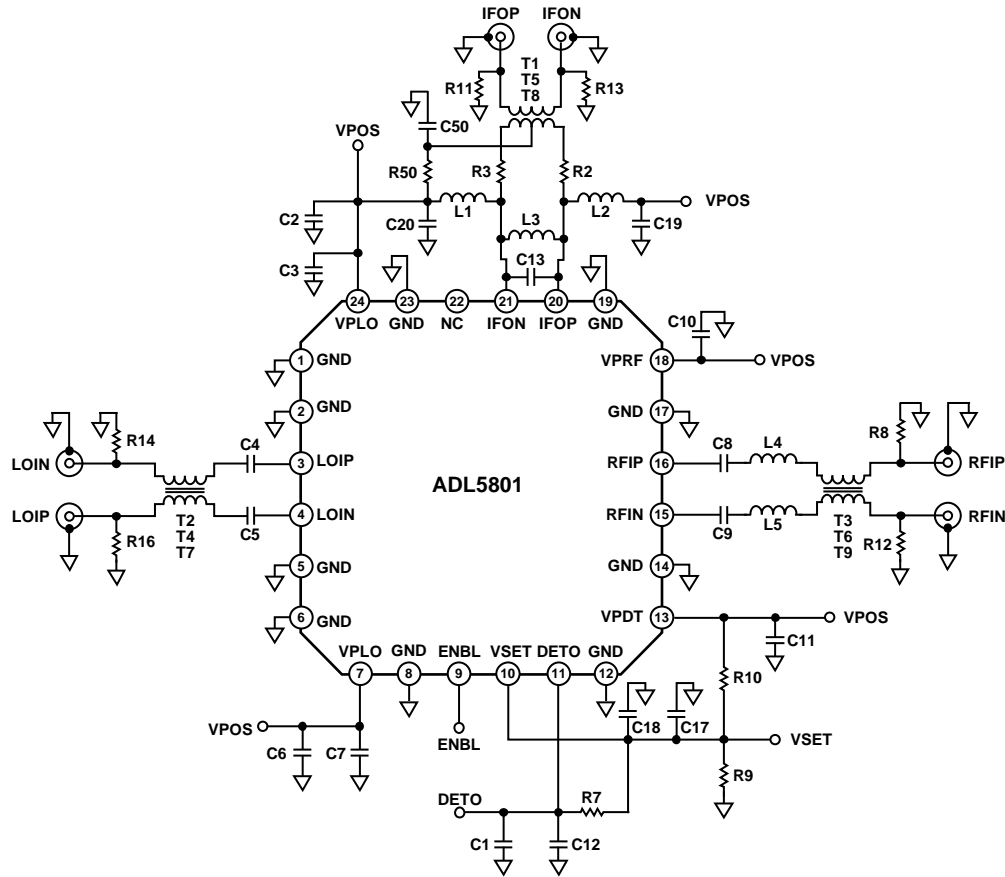 IFOP IFON
R11 T1 R13
T5
T8
C50
VPOS
R50 R3 R2
C2 C20 L1 L3 L2 C19 VPOS
C3 C13
24 23 22 21 20 19
VPLO GND NC IFON IFOP GND
C10
1 GND
VPRF 18 VPOS
2 GND
GND 17
R14 C4
R8
LOIN 3 LOIP
RFIP 16 C8 L4 RFIP
ADL5801
LOIP 4 LOIN
RFIN 15 C9 L5 RFIN
R16 T2 C5
T4
T7
T3 R12
T6
T9
5 GND
GND 14
6 GND
VPDT 13 VPOS
C11
VPLO GND ENBL VSET DETO GND
7 8 9 10 11 12
R10
VPOS C6 C7 ENBL
C18 C17 VSET
R9
DETO R7
C1 C12